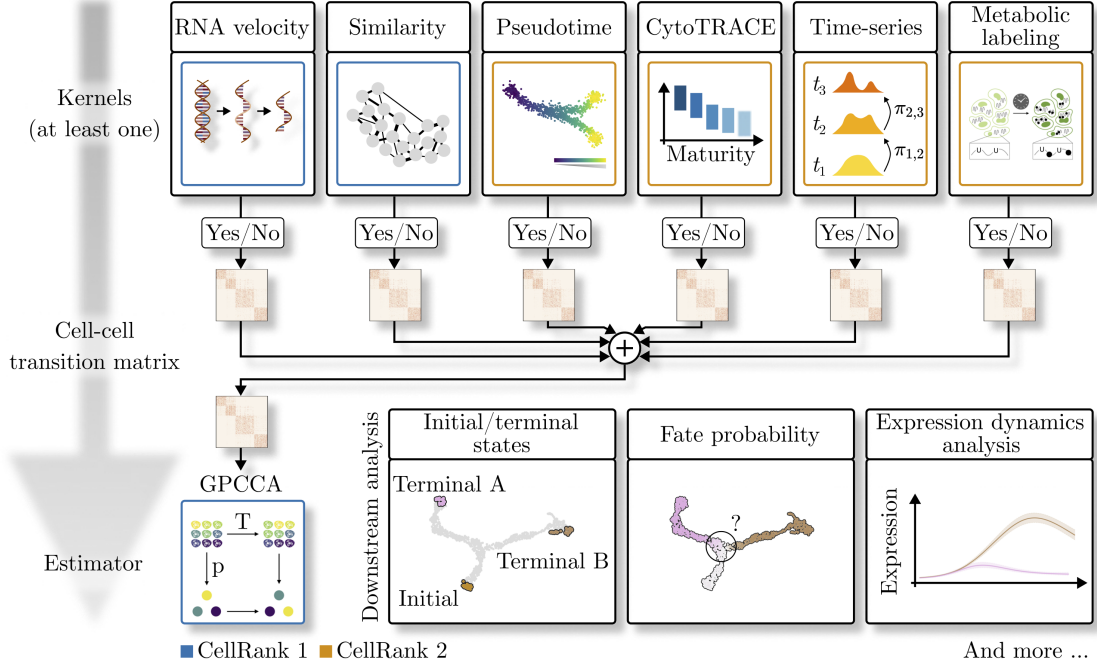 RNA velocity
Similarity
Pseudotime
CytoTRACE
Time-series
Metabolic
labeling
Kernels
(at least one)
Maturity
t₃
t₂
t₁
π₂,₃
π₁,₂
U
U
U
U
Yes/No
Yes/No
Yes/No
Yes/No
Yes/No
Yes/No
Cell-cell
transition matrix
+
GPCCA
T
p
Estimator
Downstream analysis
Initial/terminal
states
Terminal A
Terminal B
Initial
Fate probability
?
Expression dynamics
analysis
Expression
CellRank 1
CellRank 2
And more ...